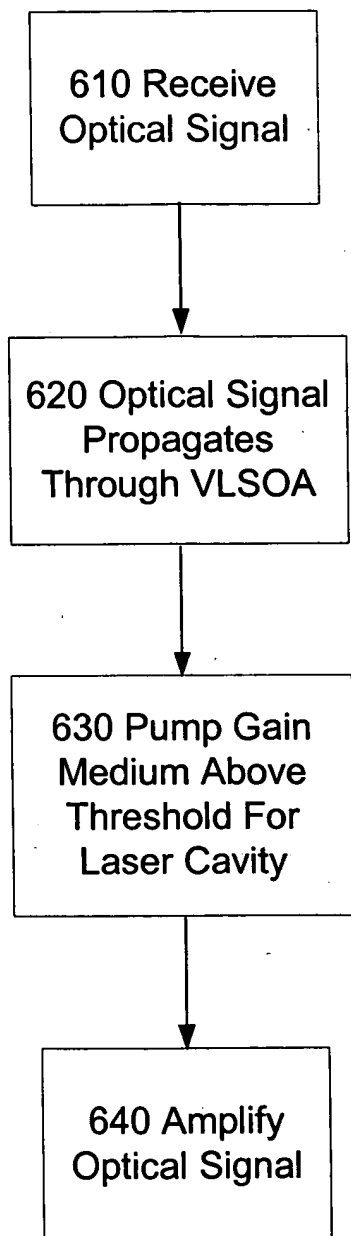 610 Receive
Optical Signal
620 Optical Signal
Propagates
Through VLSOA
630 Pump Gain
Medium Above
Threshold For
Laser Cavity
640 Amplify
Optical Signal